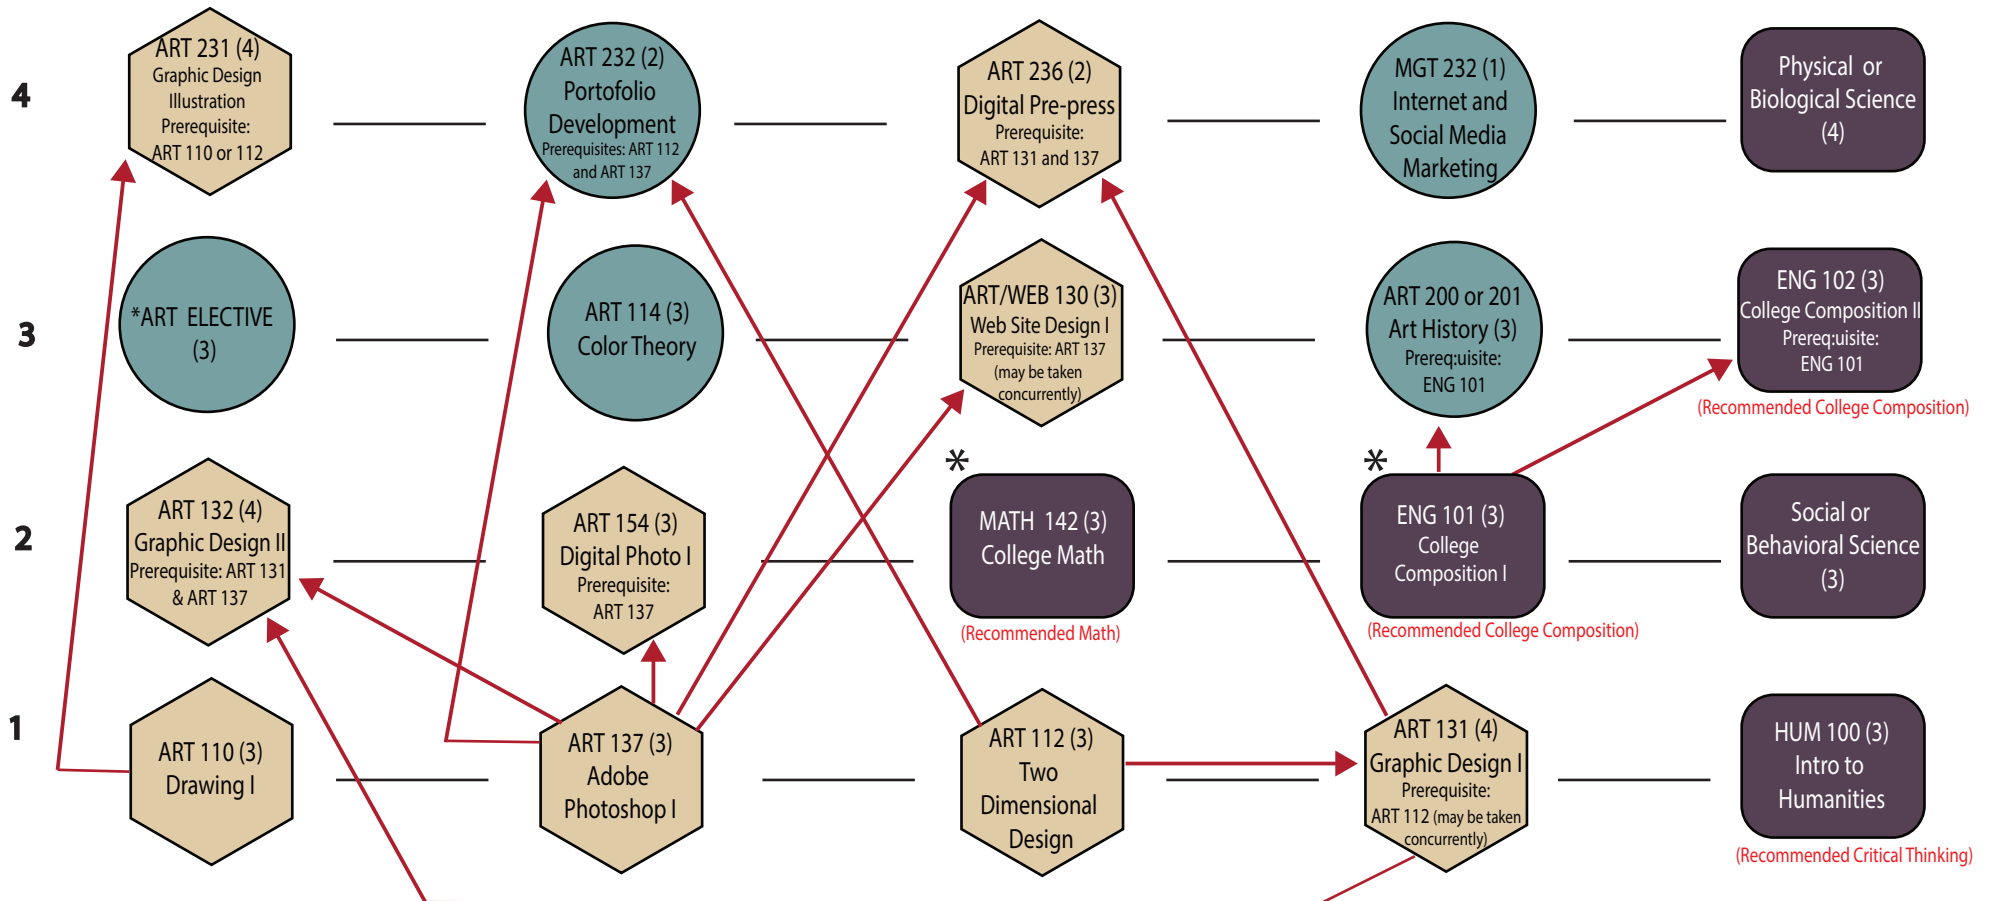 4
ART 231 (4)
Graphic Design
Illustration
Prerequisite:
ART 110 or 112
ART 232 (2)
Portofolio
Development
Prerequisites: ART 112
and ART 137
ART 236 (2)
Digital Pre-press
Prerequisite:
ART 131 and 137
MGT 232 (1)
Internet and
Social Media
Marketing
Physical or
Biological Science
(4)
3
*ART ELECTIVE
(3)
ART 114 (3)
Color Theory
ART/WEB 130 (3)
Web Site Design I
Prerequisite: ART 137
(may be taken
concurrently)
ART 200 or 201
Art History (3)
Prereq:uisite:
ENG 101
ENG 102 (3)
College Composition II
Prereq:uisite:
ENG 101
(Recommended College Composition)
2
ART 132 (4)
Graphic Design II
Prerequisite: ART 131
& ART 137
ART 154 (3)
Digital Photo I
Prerequisite:
ART 137
*
MATH 142 (3)
College Math
(Recommended Math)
*
ENG 101 (3)
College
Composition I
(Recommended College Composition)
Social or
Behavioral Science
(3)
1
ART 110 (3)
Drawing I
ART 137 (3)
Adobe
Photoshop I
ART 112 (3)
Two
Dimensional
Design
ART 131 (4)
Graphic Design I
Prerequisite:
ART 112 (may be taken
concurrently)
HUM 100 (3)
Intro to
Humanities
(Recommended Critical Thinking)